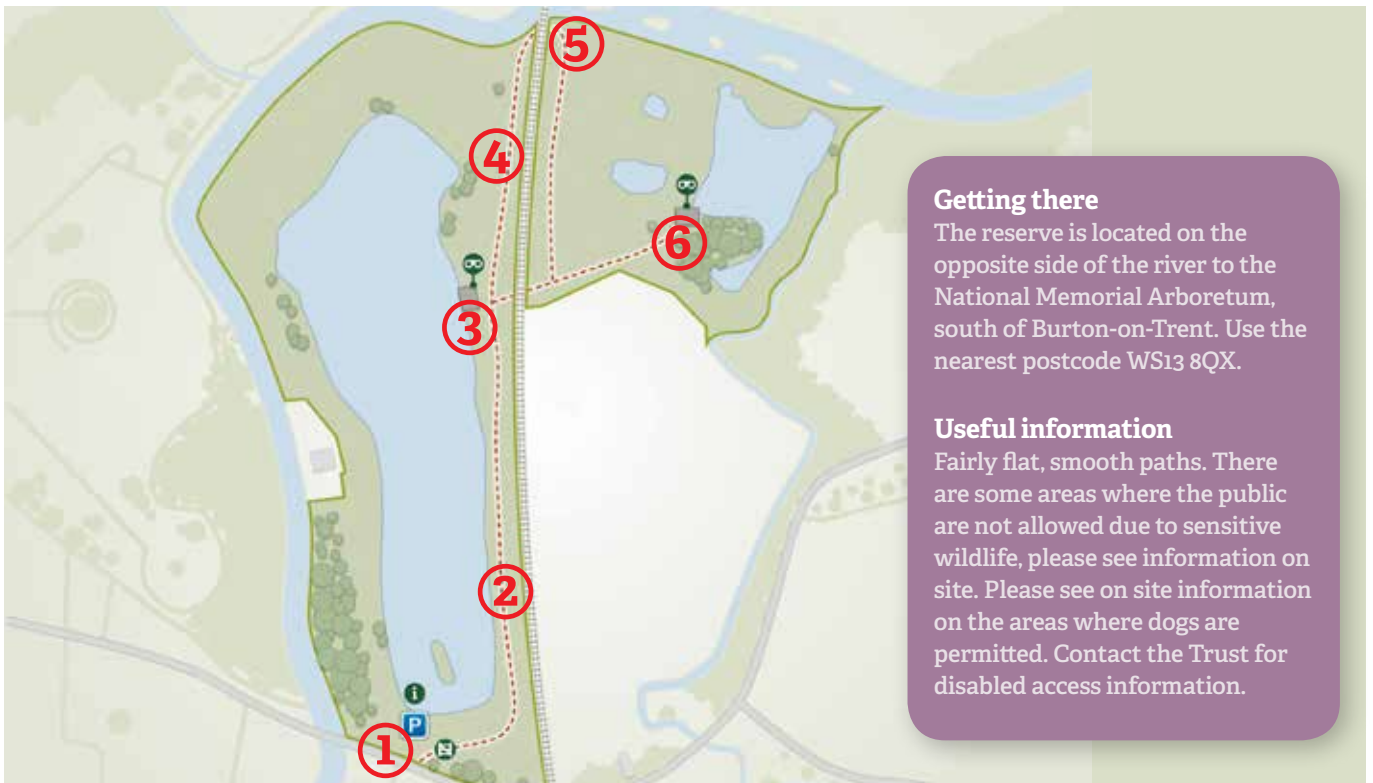 5
4
6
3
2
i
P
1
Getting there
The reserve is located on the
opposite side of the river to the
National Memorial Arboretum,
south of Burton-on-Trent. Use the
nearest postcode WS13 8QX.
Useful information
Fairly flat, smooth paths. There
are some areas where the public
are not allowed due to sensitive
wildlife, please see information on
site. Please see on site information
on the areas where dogs are
permitted. Contact the Trust for
disabled access information.